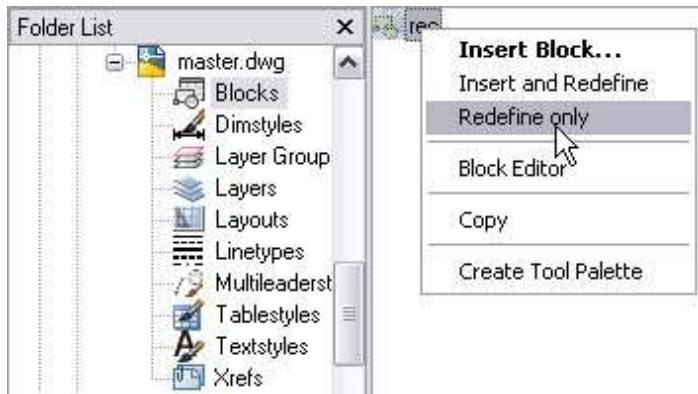 Folder List
master.dwg
Blocks
Dimstyles
Layer Group
Layers
Layouts
Linetypes
Multileaderst
Tablestyles
Textstyles
Xrefs
rec
Insert Block...
Insert and Redefine
Redefine only
Block Editor
Copy
Create Tool Palette